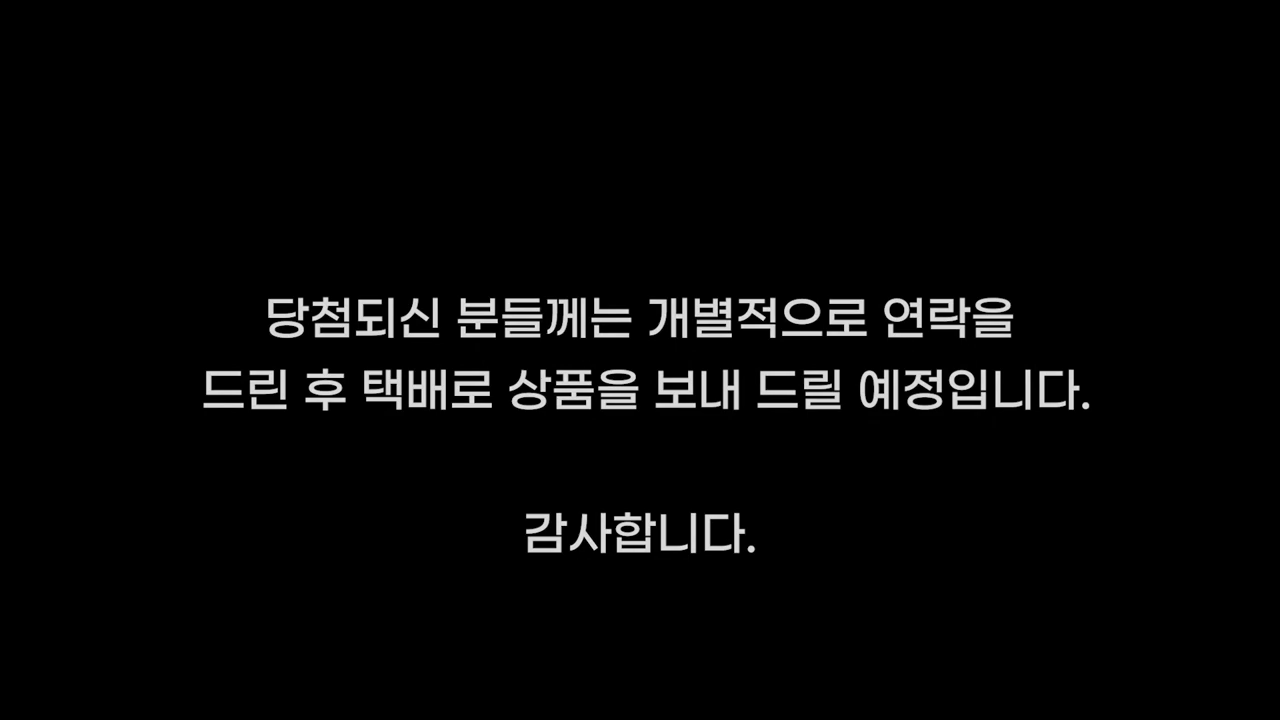 당첨되신 분들께는 개별적으로 연락을
드린 후 택배로 상품을 보내 드릴 예정입니다.
감사합니다.